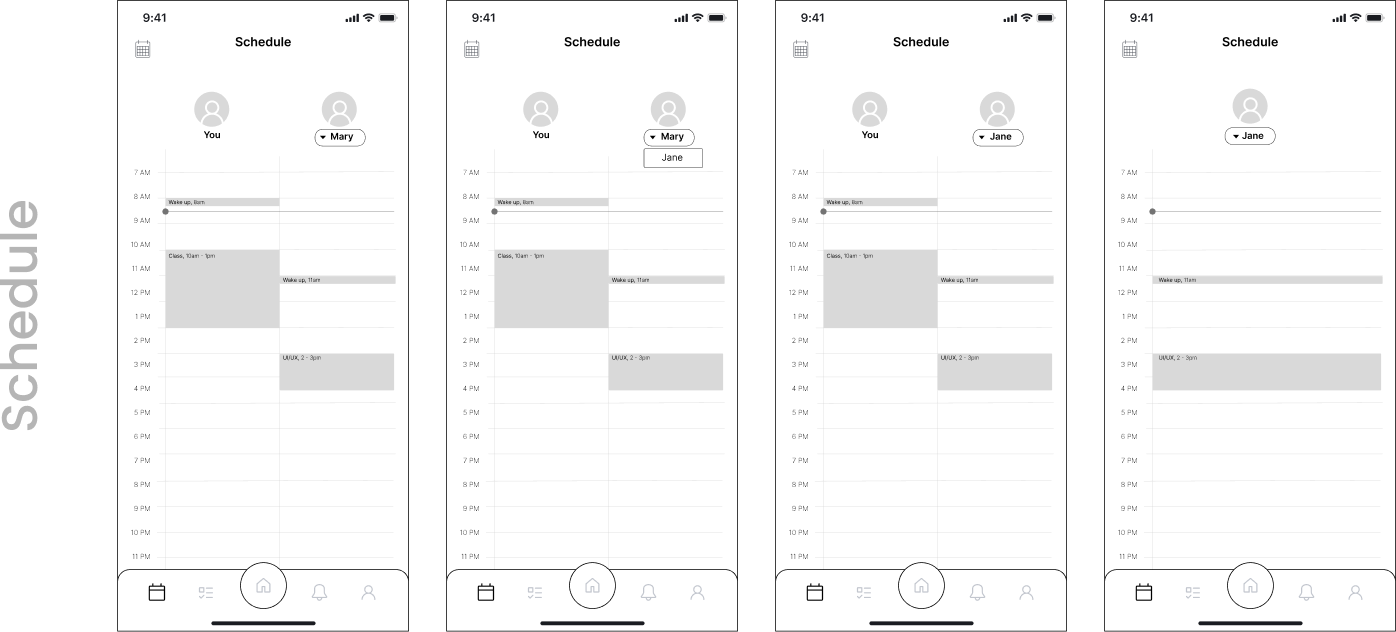 Schedule
9:41
Schedule
You
Mary
7 AM
8 AM
Wake up, 8am
9 AM
10 AM
Class, 10am - 1pm
11 AM
Wake up, 11am
12 PM
1 PM
2 PM
UI/UX, 2 - 3pm
3 PM
4 PM
5 PM
6 PM
7 PM
8 PM
9 PM
10 PM
11 PM
9:41
Schedule
You
Mary
Jane
7 AM
8 AM
Wake up, 8am
9 AM
10 AM
Class, 10am - 1pm
11 AM
Wake up, 11am
12 PM
1 PM
2 PM
UI/UX, 2 - 3pm
3 PM
4 PM
5 PM
6 PM
7 PM
8 PM
9 PM
10 PM
11 PM
9:41
Schedule
You
Jane
7 AM
8 AM
Wake up, 8am
9 AM
10 AM
Class, 10am - 1pm
11 AM
Wake up, 11am
12 PM
1 PM
2 PM
UI/UX, 2 - 3pm
3 PM
4 PM
5 PM
6 PM
7 PM
8 PM
9 PM
10 PM
11 PM
9:41
Schedule
Jane
7 AM
8 AM
9 AM
10 AM
11 AM
Wake up, 11am
12 PM
1 PM
2 PM
UI/UX, 2 - 3pm
3 PM
4 PM
5 PM
6 PM
7 PM
8 PM
9 PM
10 PM
11 PM